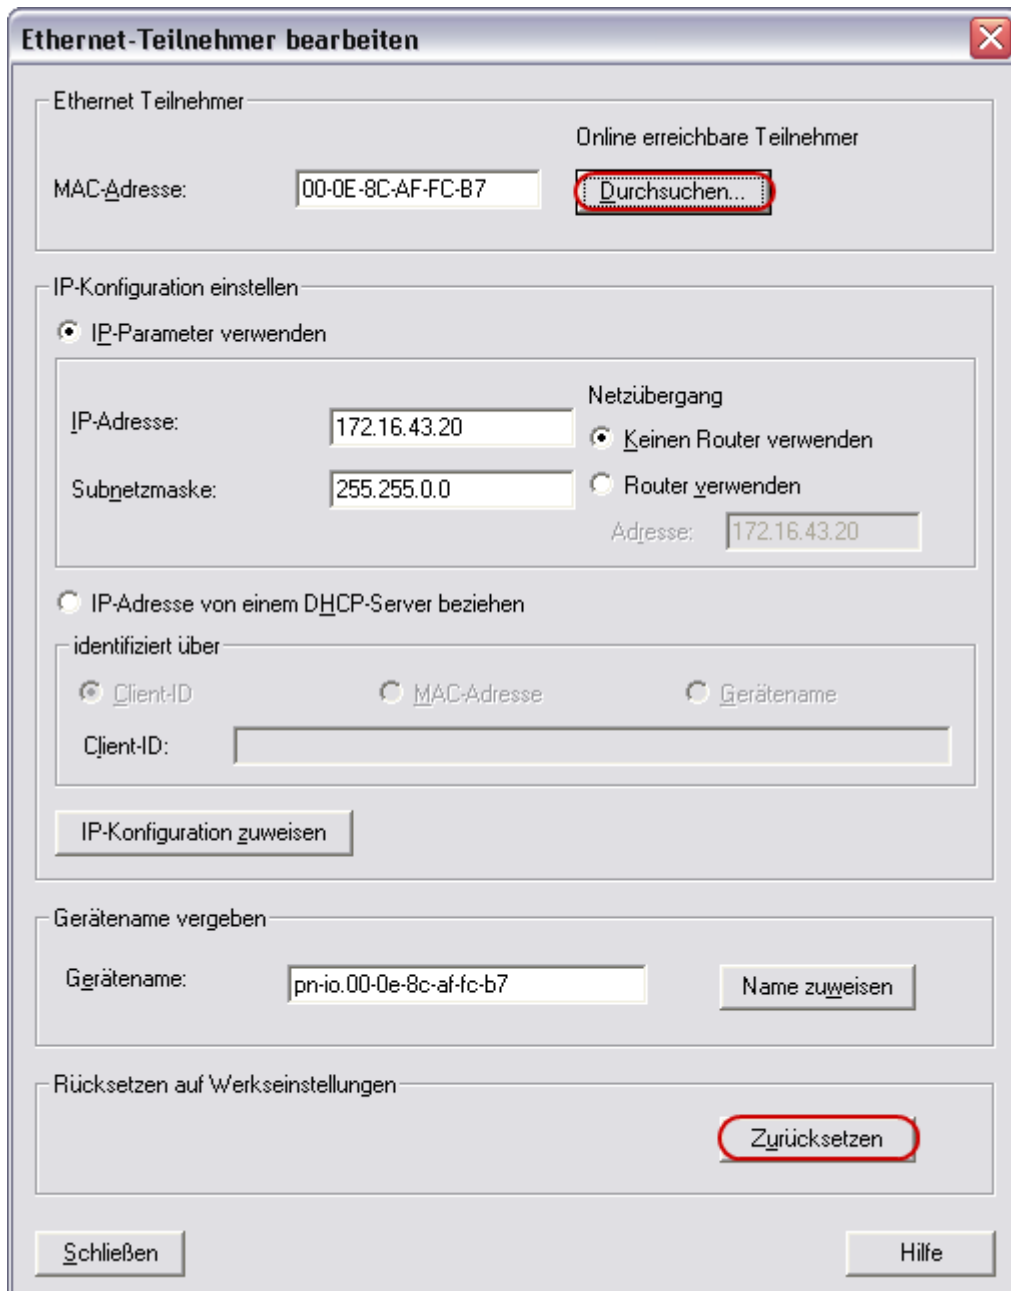 Ethernet-Teilnehmer bearbeiten
Ethernet Teilnehmer
Online erreichbare Teilnehmer
MAC-Adresse: 00-0E-8C-AF-FC-B7 Durchsuchen...
IP-Konfiguration einstellen
IP-Parameter verwenden
Netzübergang
IP-Adresse: 172.16.43.20
Keinen Router verwenden
Subnetzmaske: 255.255.0.0 Router verwenden
Adresse: 172.16.43.20
IP-Adresse von einem DHCP-Server beziehen
identifiziert über
Client-ID MAC-Adresse Gerätename
Client-ID:
IP-Konfiguration zuweisen
Gerätename vergeben
Gerätename: pn-io.00-0e-8c-af-fc-b7 Name zuweisen
Rücksetzen auf Werkseinstellungen
Zurücksetzen
Schließen Hilfe